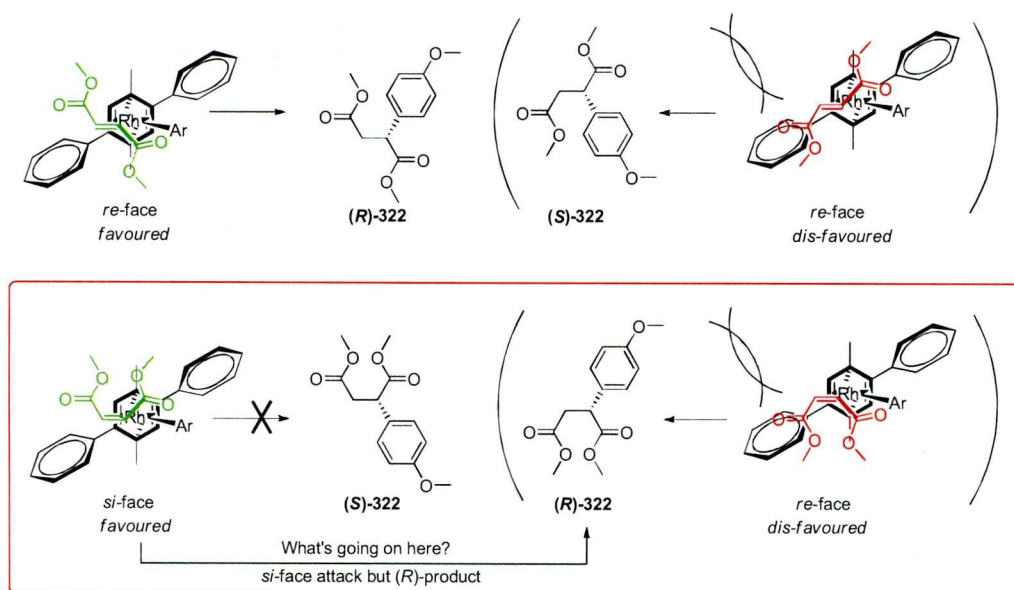 O
O
Rh
Ar
O
O
re-face
favoured
O
O
O
O
O
(R)-322
O
O
O
O
O
(S)-322
O
O
Rh
Ar
O
O
re-face
dis-favoured
O
O
O
O
Rh
Ar
si-face
favoured
O
O
O
O
O
(S)-322
O
O
O
O
O
(R)-322
Rh
Ar
O
O
O
O
re-face
dis-favoured
What's going on here?
si-face attack but (R)-product